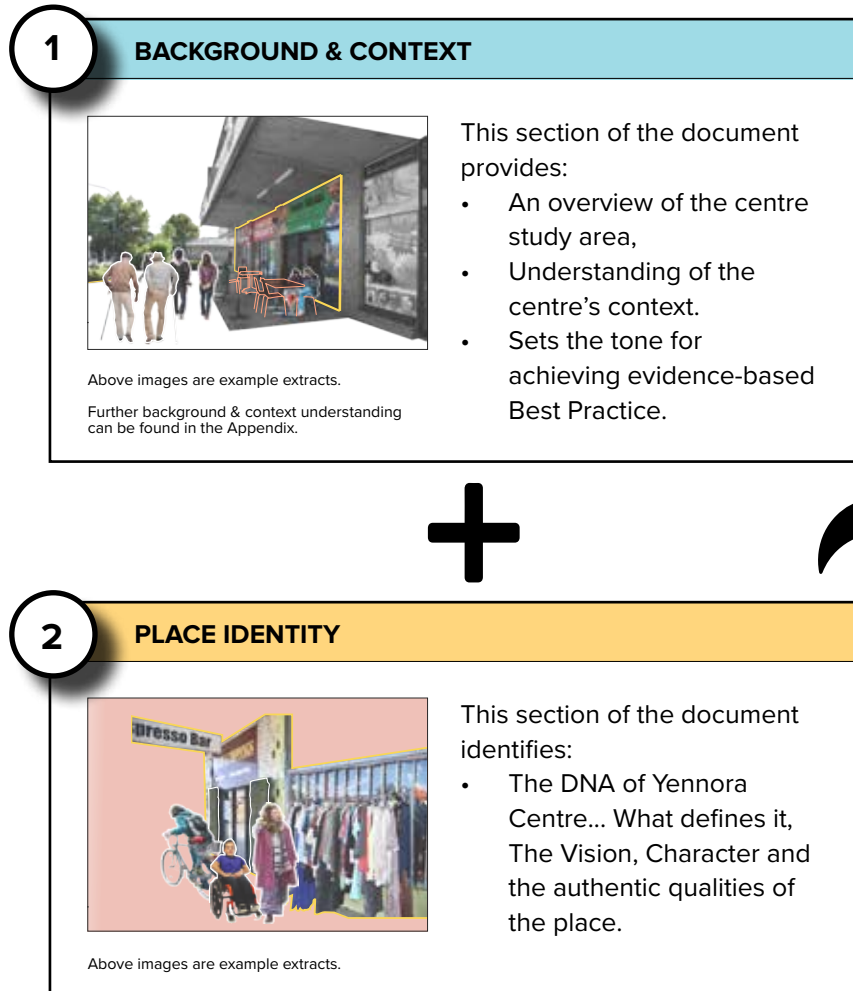 1
BACKGROUND & CONTEXT
This section of the document
provides:
• An overview of the centre
study area,
• Understanding of the
centre’s context.
• Sets the tone for
achieving evidence-based
Best Practice.
Above images are example extracts.
Further background & context understanding
can be found in the Appendix.
+
2
PLACE IDENTITY
presso Bar
This section of the document
identifies:
• The DNA of Yennora
Centre... What defines it,
The Vision, Character and
the authentic qualities of
the place.
Above images are example extracts.